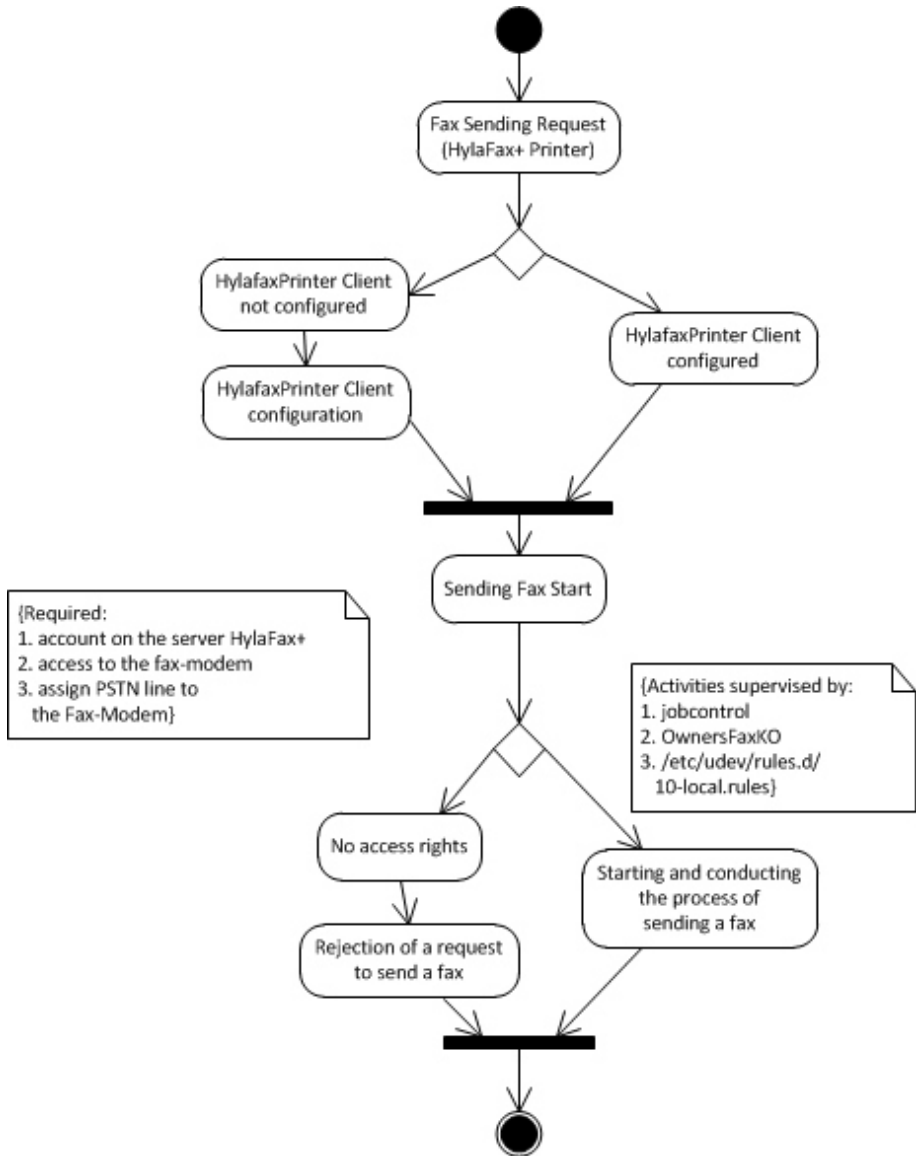 Fax Sending Request
(HylaFax+ Printer)
HylafaxPrinter Client
not configured
HylafaxPrinter Client
configured
HylafaxPrinter Client
configuration
Sending Fax Start
{Required:
1. account on the server HylaFax+
2. access to the fax-modem
3. assign PSTN line to
the Fax-Modem}
{Activities supervised by:
1. jobcontrol
2. OwnersFaxKO
3. /etc/udev/rules.d/
10-local.rules}
No access rights
Starting and conducting
the process of
sending a fax
Rejection of a request
to send a fax